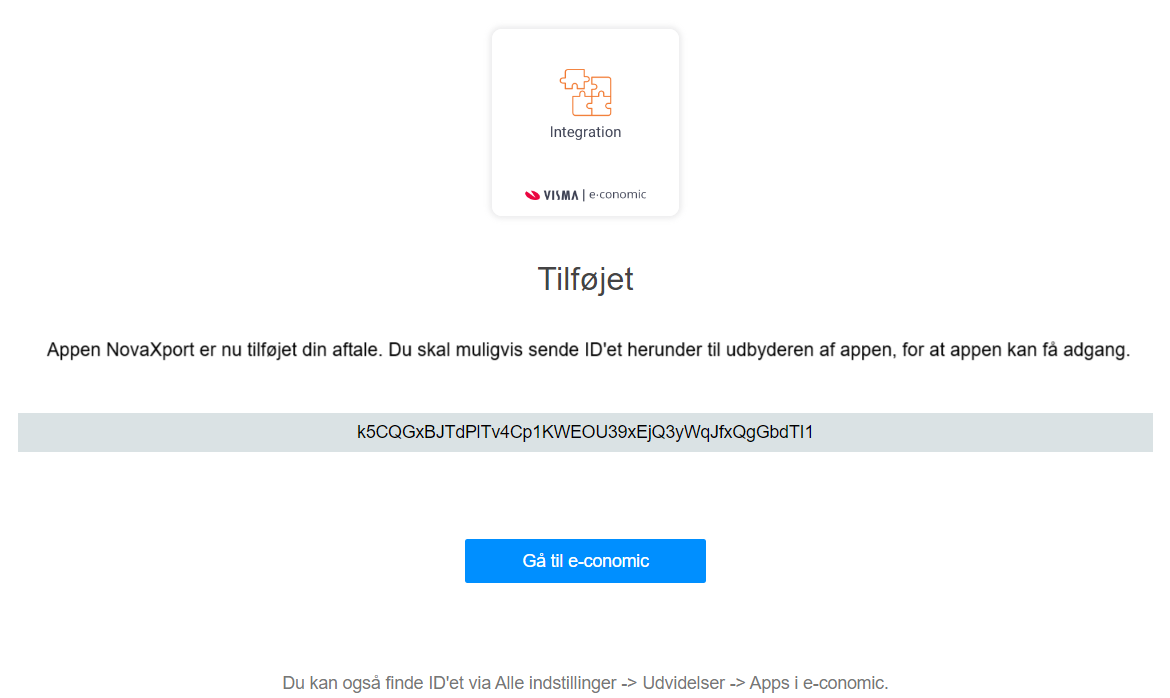 Integration
VISMA | e·conomic
Tilføjet
Appen NovaXport er nu tilføjet din aftale. Du skal muligvis sende ID'et herunder til udbyderen af appen, for at appen kan få adgang.
k5CQGxBJTdPlTv4Cp1KWEOU39xEjQ3yWqJfxQgGbdTI1
Gå til e-conomic
Du kan også finde ID'et via Alle indstillinger -> Udvidelser -> Apps i e-conomic.